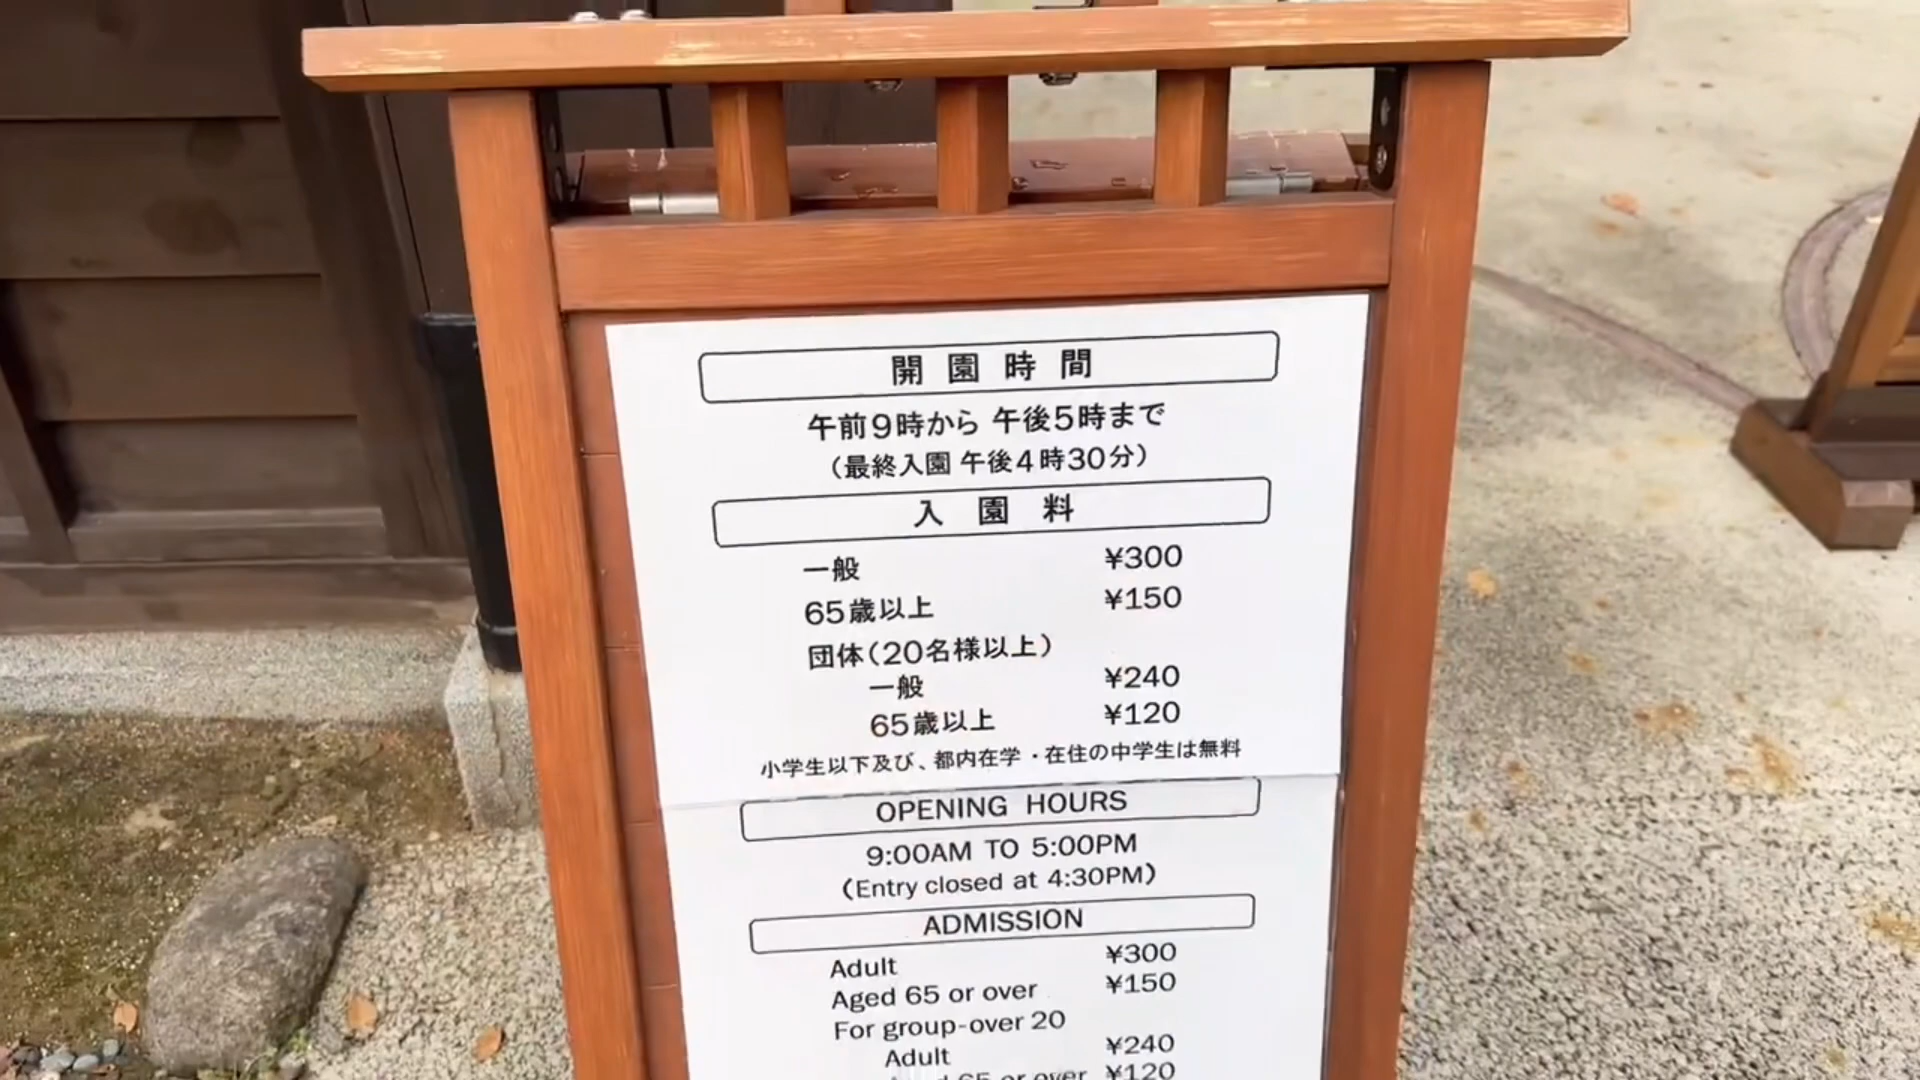 開園時間
午前9時から 午後5時まで
（最終入園 午後4時30分）
入園料
一般 ¥300
65歳以上 ¥150
団体（20名様以上）
一般 ¥240
65歳以上 ¥120
小学生以下及び、都内在学・在住の中学生は無料
OPENING HOURS
9:00AM TO 5:00PM
(Entry closed at 4:30PM)
ADMISSION
Adult ¥300
Aged 65 or over ¥150
For group-over 20
Adult ¥240
65 or over ¥120